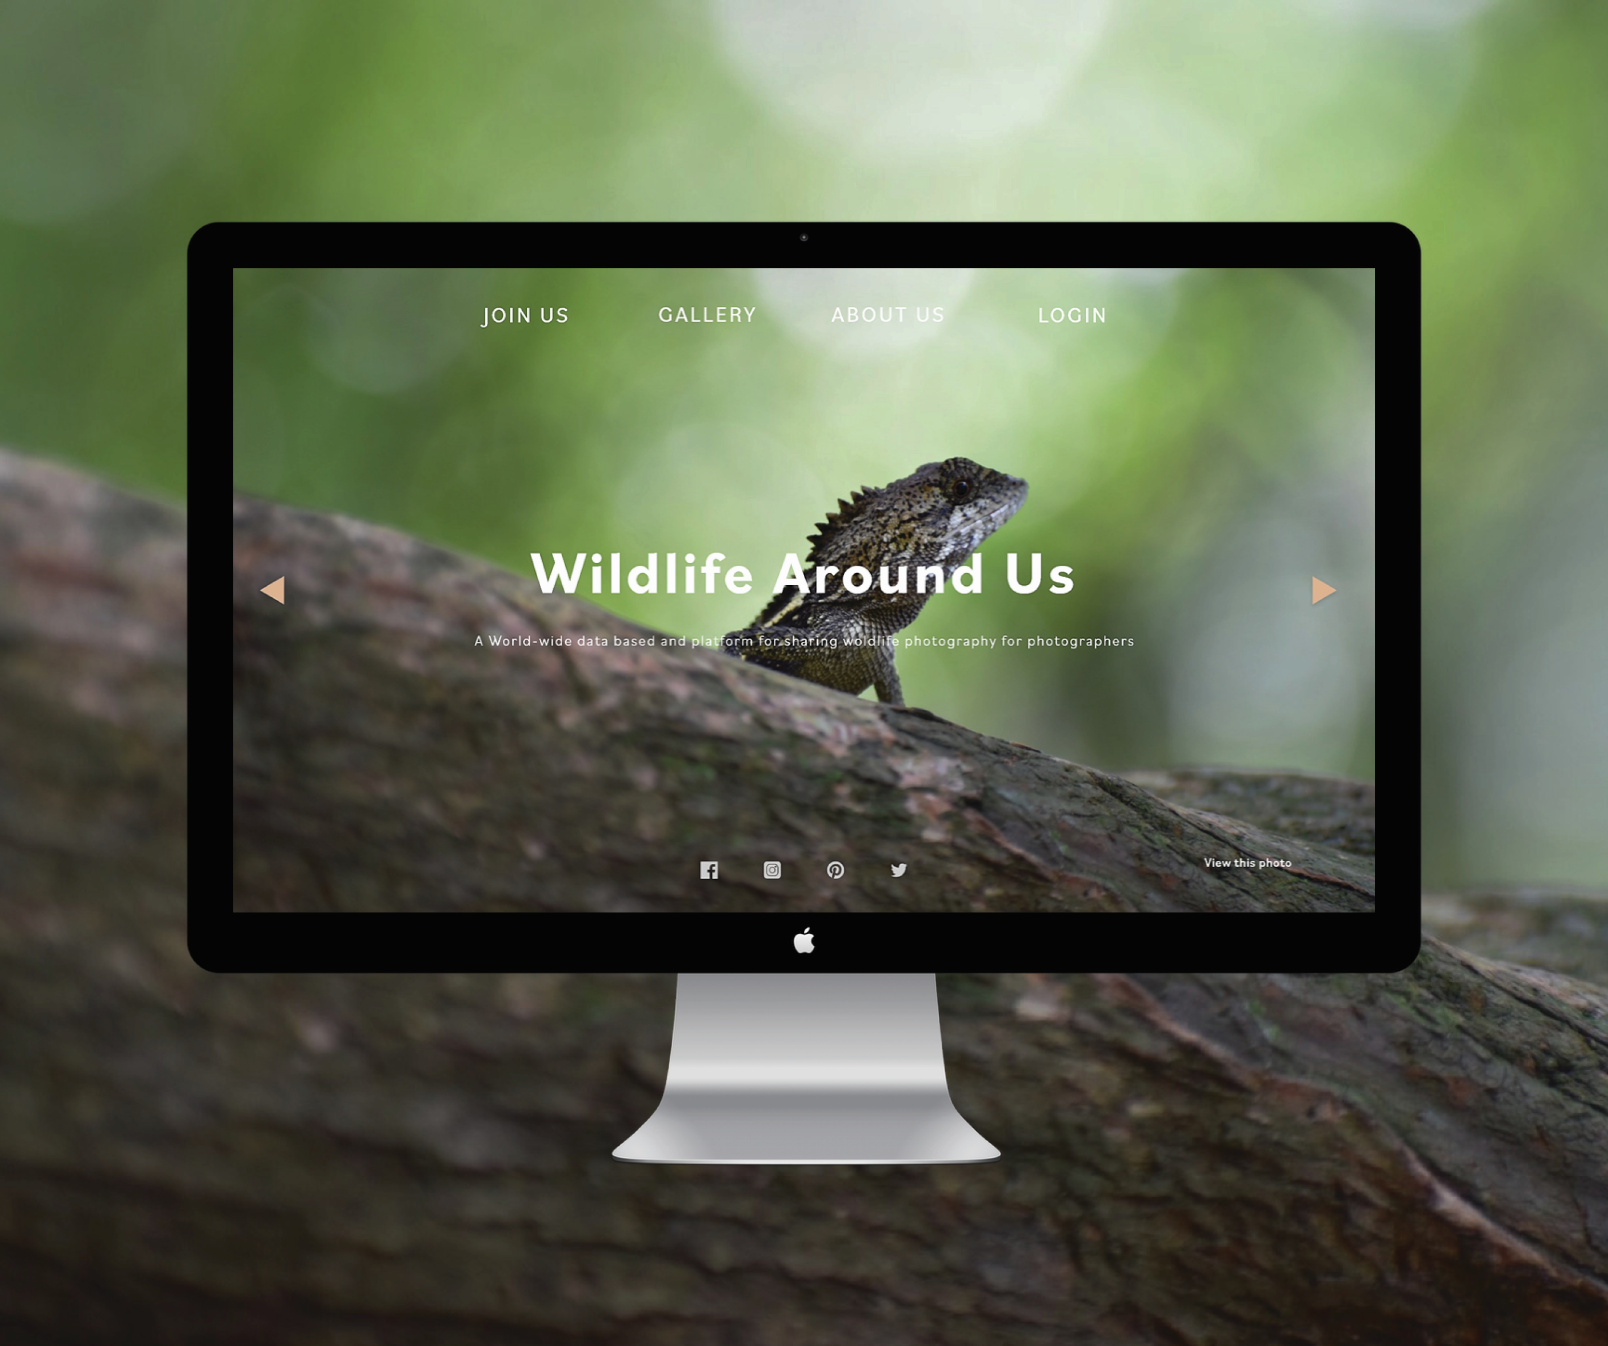 JOIN US GALLERY ABOUT US LOGIN
Wildlife Around Us
A World-wide data based and platform for sharing woldlife photography for photographers
View this photo